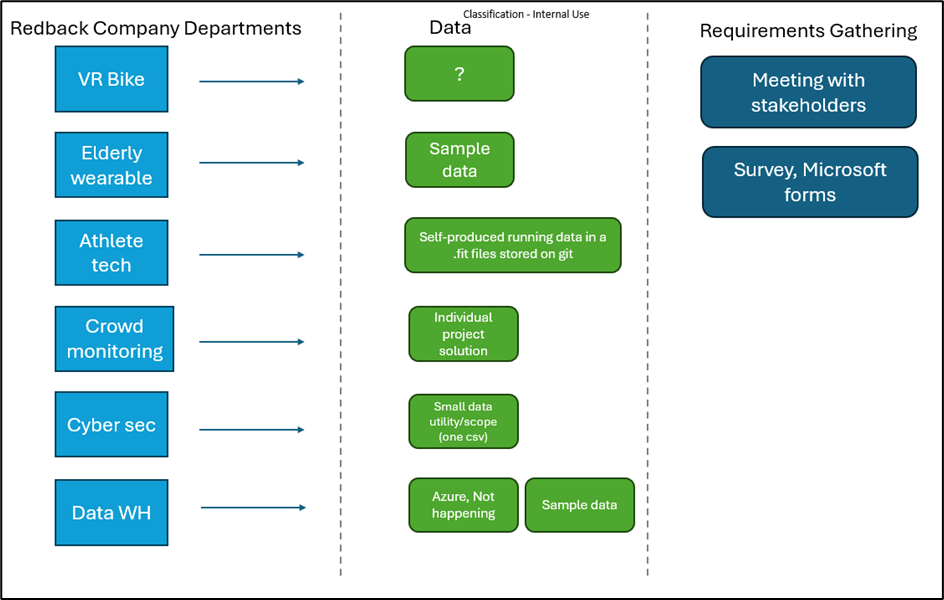 Classification - Internal Use
Redback Company Departments
Data
Requirements Gathering
VR Bike
?
Meeting with
stakeholders
Elderly
wearable
Sample
data
Survey, Microsoft
forms
Athlete
tech
Self-produced running data in a
.fit files stored on git
Crowd
monitoring
Individual
project
solution
Cyber sec
Small data
utility/scope
(one csv)
Data WH
Azure, Not
happening
Sample data